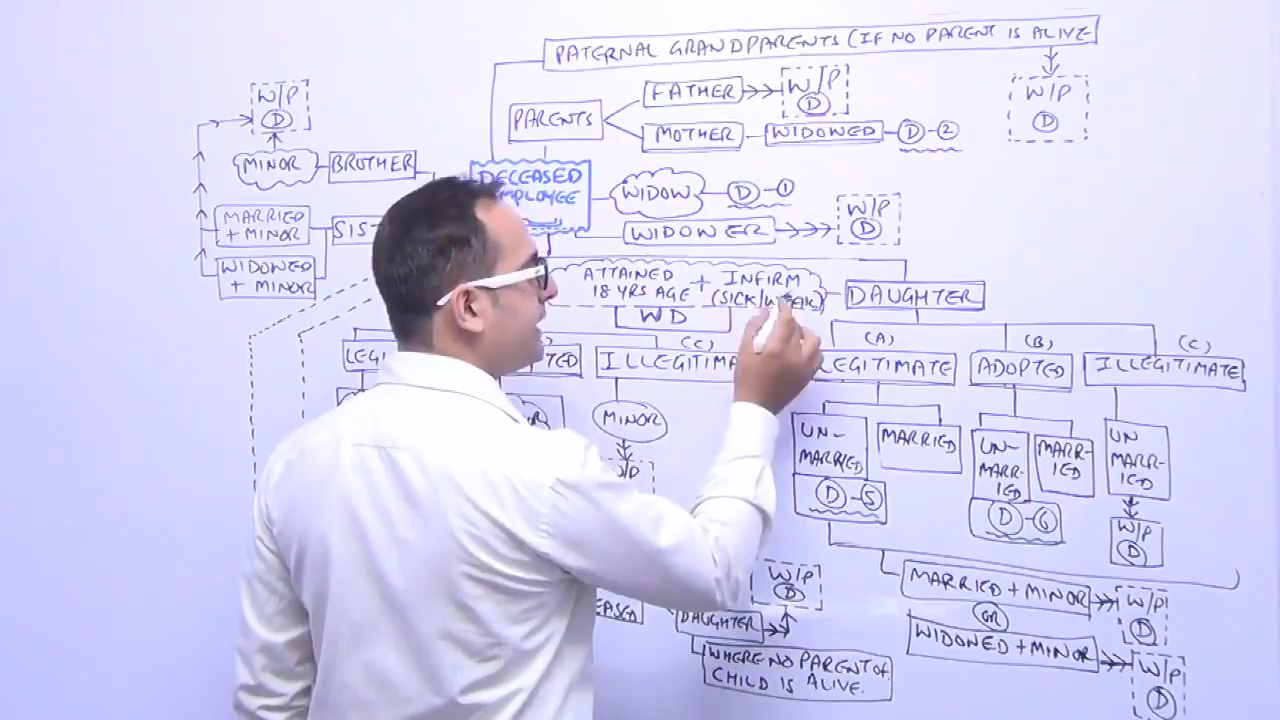 PATERNAL GRANDPARENTS (IF NO PARENT IS ALIVE
W/P
D
PARENTS
FATHER
W/P
D
MOTHER
WIDOWED
D-2
W/P
D
MINOR
BROTHER
MARRIED
+ MINOR
WIDOWED
+ MINOR
DECEASED
EMPLOYEE
WIDOW
D-1
WIDOWER
W/P
D
ATTAINED
18 YRS AGE
+
INFIRM
(SICK/WEAK)
WD
DAUGHTER
(C)
ILLEGITIMA
MINOR
(A)
LEGITIMATE
UN-
MARRIED
D-5
MARRIED
(B)
ADOPTED
UN-
MARR-
IED
D-6
MARR-
IED
(C)
ILLEGITIMATE
UN
MARR-
IED
W/P
D
MARRIED + MINOR
W/P
D
OR
WIDONED + MINOR
W/P
D
W/P
D
DAUGHTER
WHERE NO PARENT OF
CHILD IS ALIVE.